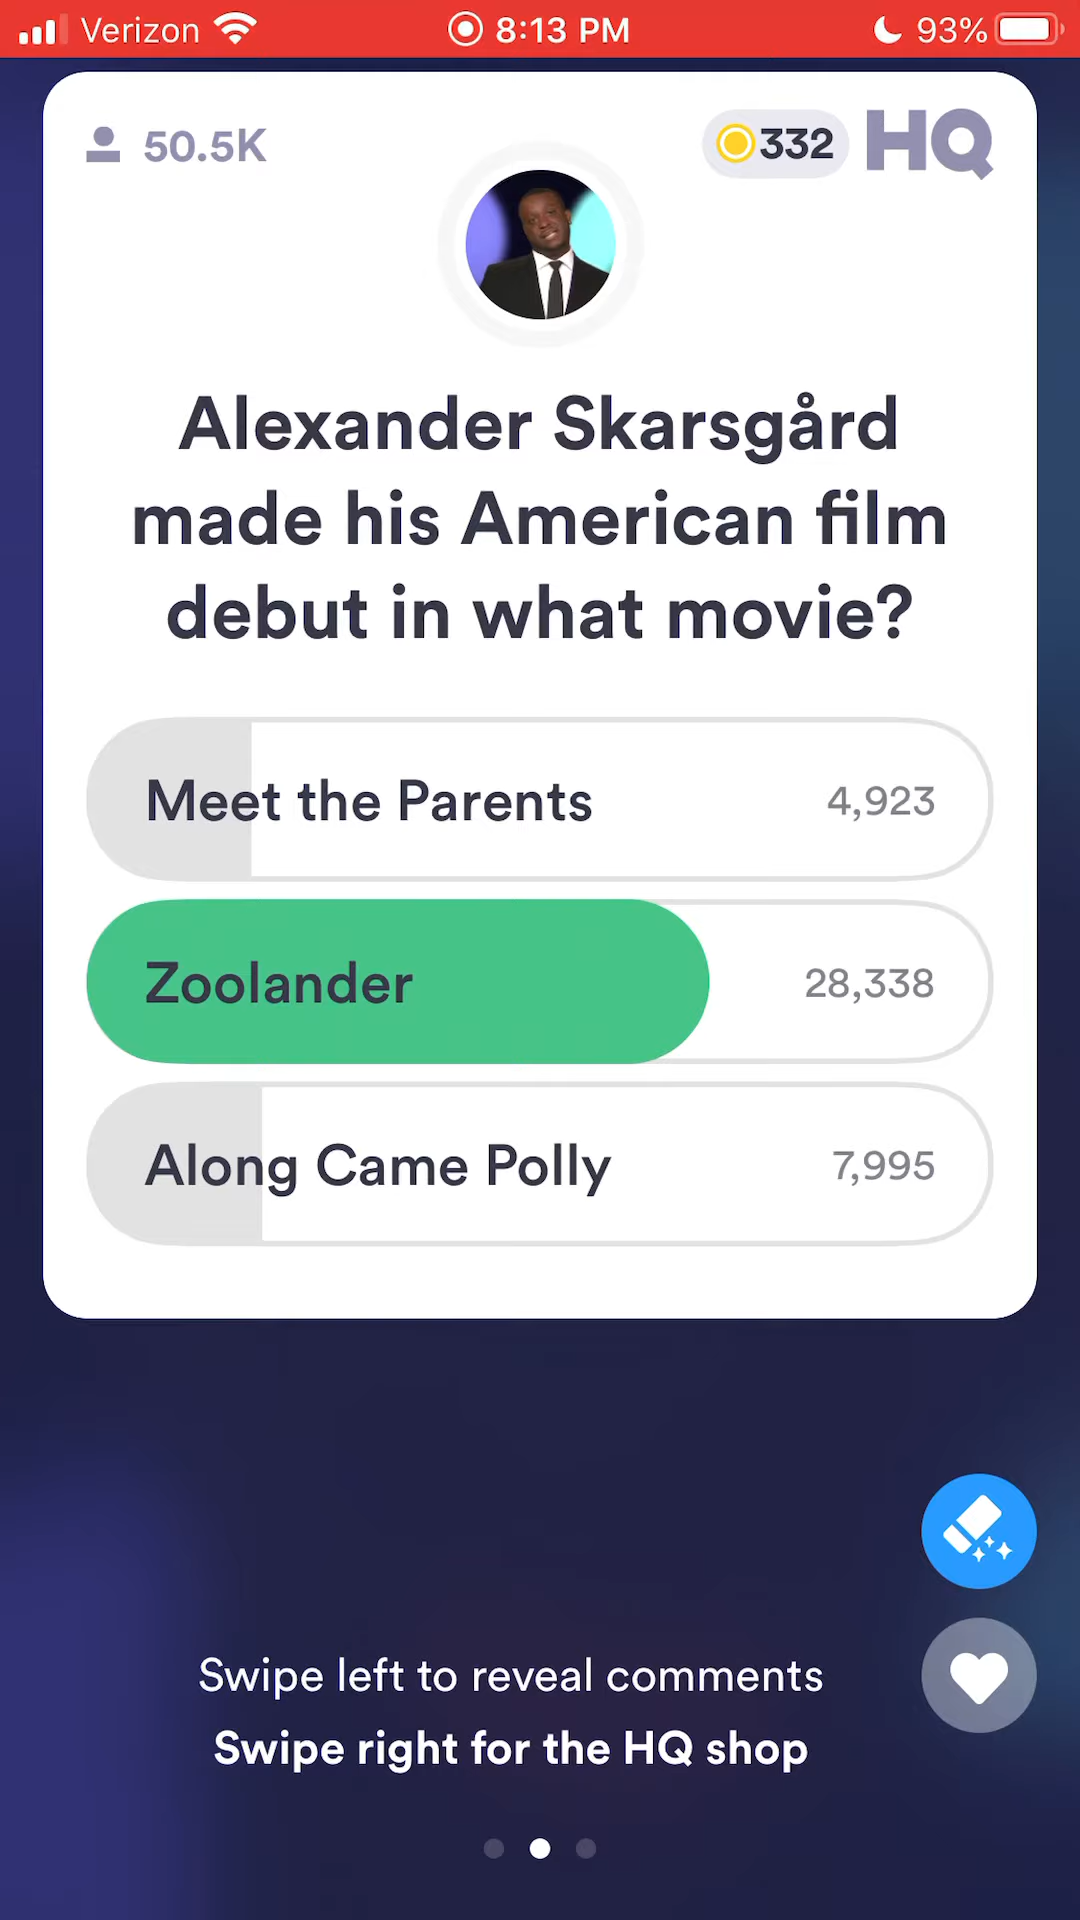 Verizon 8:13 PM 93%
50.5K 332 HQ
Alexander Skarsgård
made his American film
debut in what movie?
Meet the Parents 4,923
Zoolander 28,338
Along Came Polly 7,995
Swipe left to reveal comments
Swipe right for the HQ shop